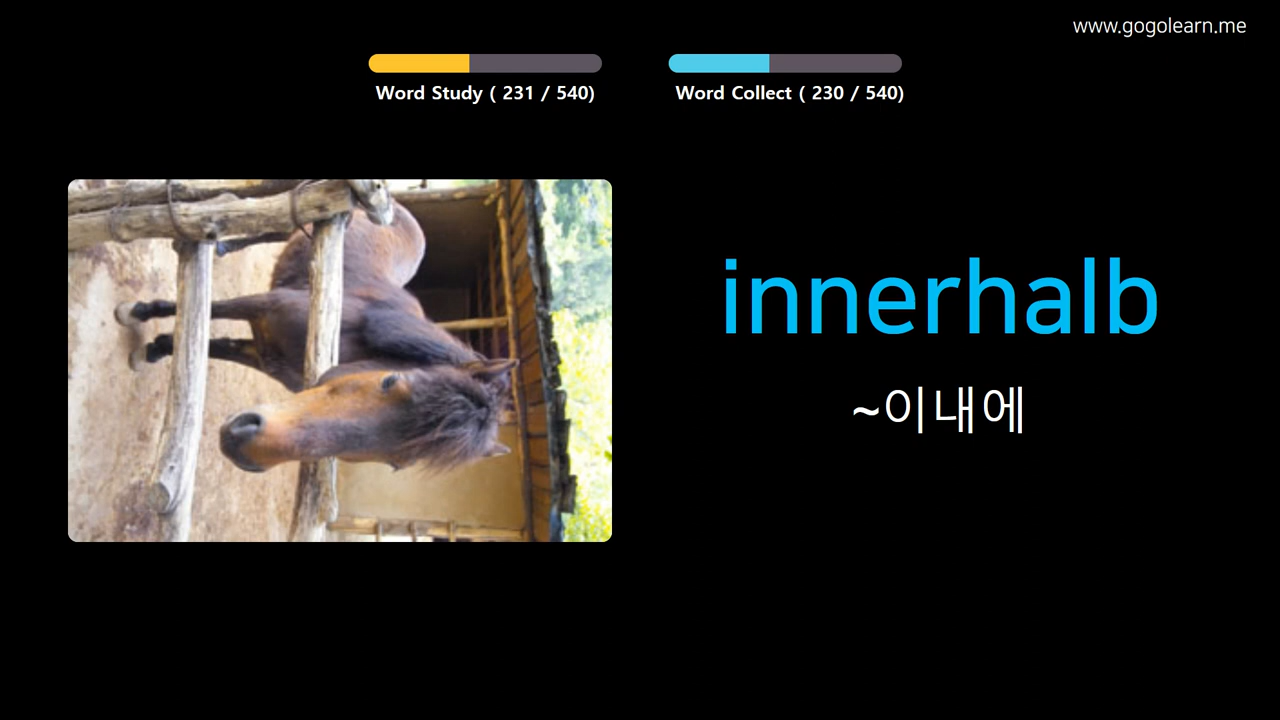 www.gogolearn.me
Word Study ( 231 / 540)
Word Collect ( 230 / 540)
innerhalb
~이내에